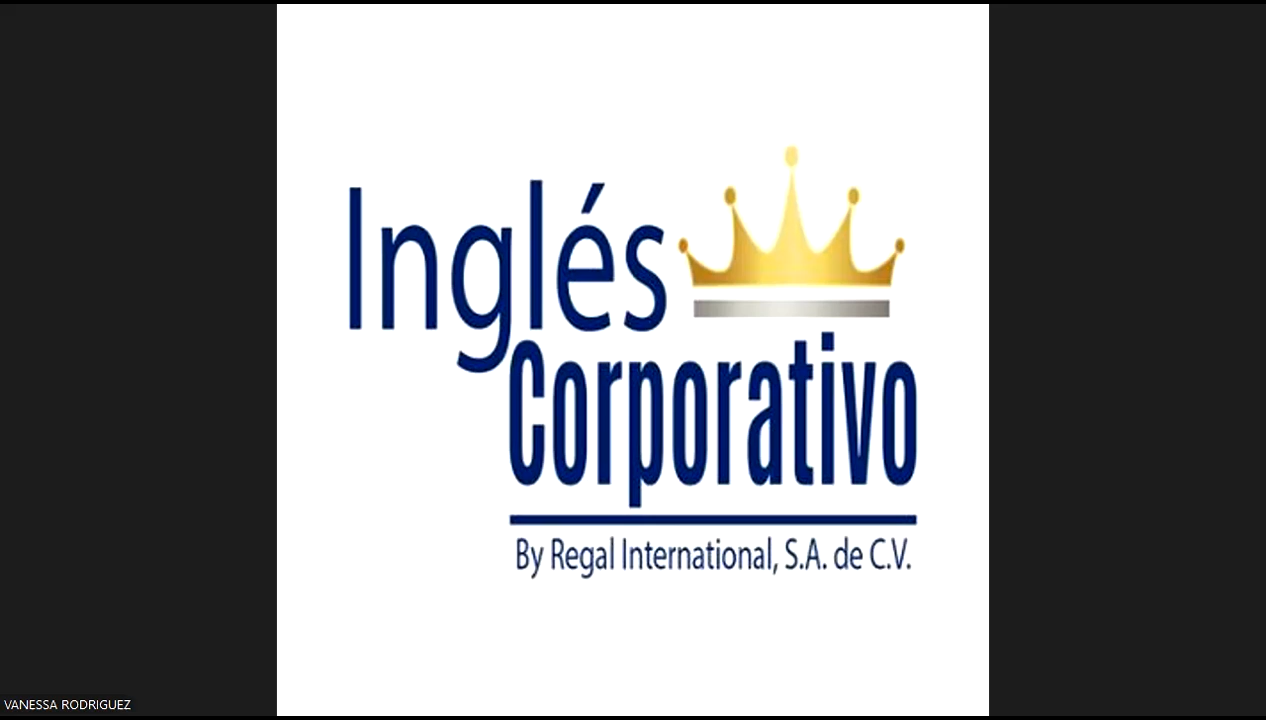 Inglés
Corporativo
By Regal International, S.A. de C.V.
VANESSA RODRIGUEZ